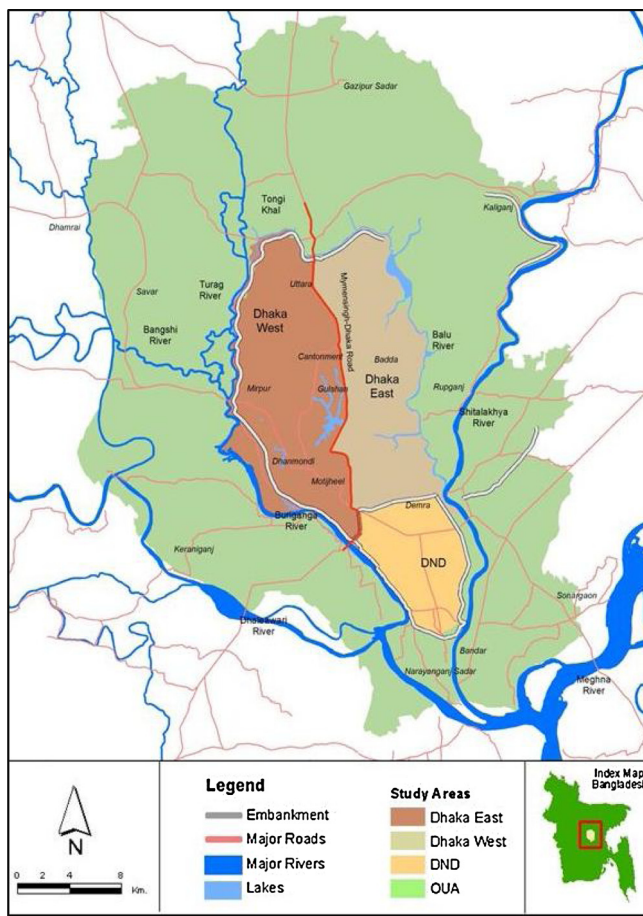 Gazipur Sadar
Tongi
Khal
Kaliganj
Dhamrai
Savar
Turag
River
Uttara
Mymensingh-Dhaka Road
Bangshi
River
Dhaka
West
Cantonment
Badda
Balu
River
Mirpur
Gulshan
Dhaka
East
Rupganj
Shitalakhya
River
Dhanmondi
Motijheel
Buriganga
River
Demra
Keraniganj
DND
Sonargaon
Dhaleswari
River
Bandar
Narayanganj Sadar
Meghna
River
N
0 2 4 8
Km.
Legend
Embankment
Major Roads
Major Rivers
Lakes
Study Areas
Dhaka East
Dhaka West
DND
OUA
Index Map
Bangladesh